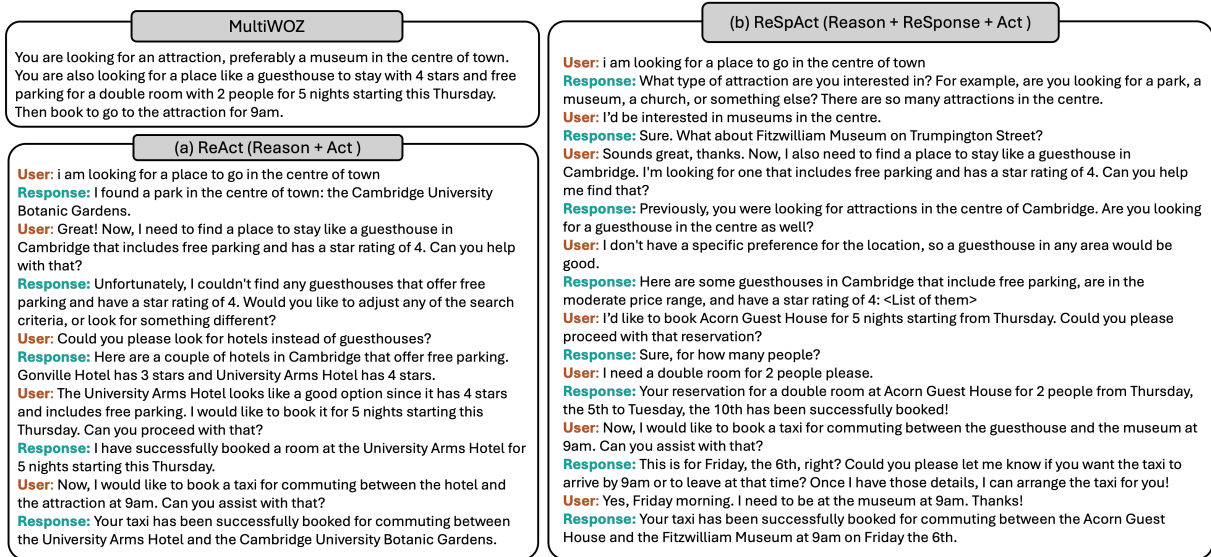 MultiWOZ
You are looking for an attraction, preferably a museum in the centre of town.
You are also looking for a place like a guesthouse to stay with 4 stars and free
parking for a double room with 2 people for 5 nights starting this Thursday.
Then book to go to the attraction for 9am.
(a) ReAct (Reason + Act )
User: i am looking for a place to go in the centre of town
Response: I found a park in the centre of town: the Cambridge University
Botanic Gardens.
User: Great! Now, I need to find a place to stay like a guesthouse in
Cambridge that includes free parking and has a star rating of 4. Can you help
with that?
Response: Unfortunately, I couldn't find any guesthouses that offer free
parking and have a star rating of 4. Would you like to adjust any of the search
criteria, or look for something different?
User: Could you please look for hotels instead of guesthouses?
Response: Here are a couple of hotels in Cambridge that offer free parking.
Gonville Hotel has 3 stars and University Arms Hotel has 4 stars.
User: The University Arms Hotel looks like a good option since it has 4 stars
and includes free parking. I would like to book it for 5 nights starting this
Thursday. Can you proceed with that?
Response: I have successfully booked a room at the University Arms Hotel for
5 nights starting this Thursday.
User: Now, I would like to book a taxi for commuting between the hotel and
the attraction at 9am. Can you assist with that?
Response: Your taxi has been successfully booked for commuting between
the University Arms Hotel and the Cambridge University Botanic Gardens.
(b) ReSpAct (Reason + ReSponse + Act )
User: i am looking for a place to go in the centre of town
Response: What type of attraction are you interested in? For example, are you looking for a park, a
museum, a church, or something else? There are so many attractions in the centre.
User: I'd be interested in museums in the centre.
Response: Sure. What about Fitzwilliam Museum on Trumpington Street?
User: Sounds great, thanks. Now, I also need to find a place to stay like a guesthouse in
Cambridge. I'm looking for one that includes free parking and has a star rating of 4. Can you help
me find that?
Response: Previously, you were looking for attractions in the centre of Cambridge. Are you looking
for a guesthouse in the centre as well?
User: I don't have a specific preference for the location, so a guesthouse in any area would be
good.
Response: Here are some guesthouses in Cambridge that include free parking, are in the
moderate price range, and have a star rating of 4: <List of them>
User: I'd like to book Acorn Guest House for 5 nights starting from Thursday. Could you please
proceed with that reservation?
Response: Sure, for how many people?
User: I need a double room for 2 people please.
Response: Your reservation for a double room at Acorn Guest House for 2 people from Thursday,
the 5th to Tuesday, the 10th has been successfully booked!
User: Now, I would like to book a taxi for commuting between the guesthouse and the museum at
9am. Can you assist with that?
Response: This is for Friday, the 6th, right? Could you please let me know if you want the taxi to
arrive by 9am or to leave at that time? Once I have those details, I can arrange the taxi for you!
User: Yes, Friday morning. I need to be at the museum at 9am. Thanks!
Response: Your taxi has been successfully booked for commuting between the Acorn Guest
House and the Fitzwilliam Museum at 9am on Friday the 6th.